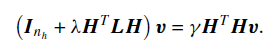 (I_{n_h} + λH^T LH) v = γH^T Hv.